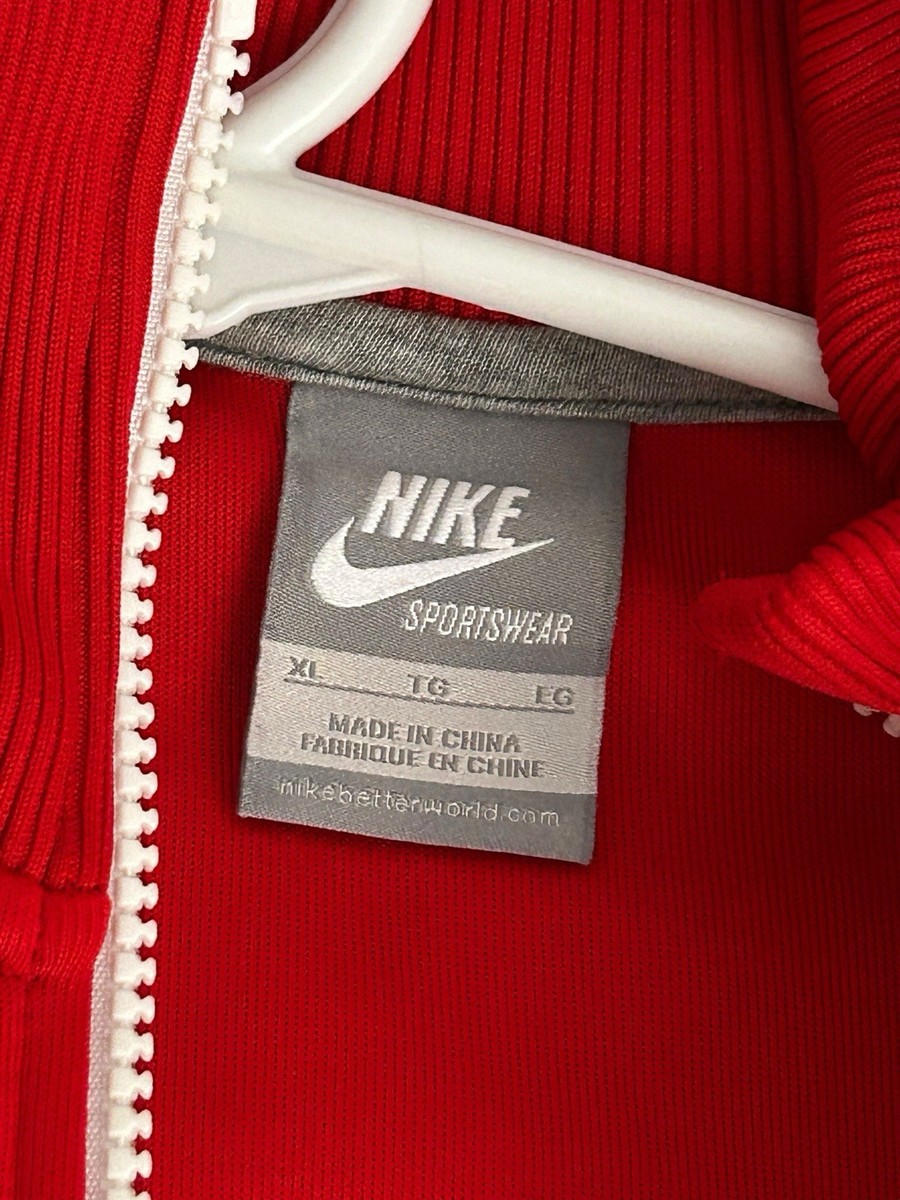 NIKE
SPORTSWEAR
XL TG EG
MADE IN CHINA
FABRIQUE EN CHINE
nikebetterworld.com